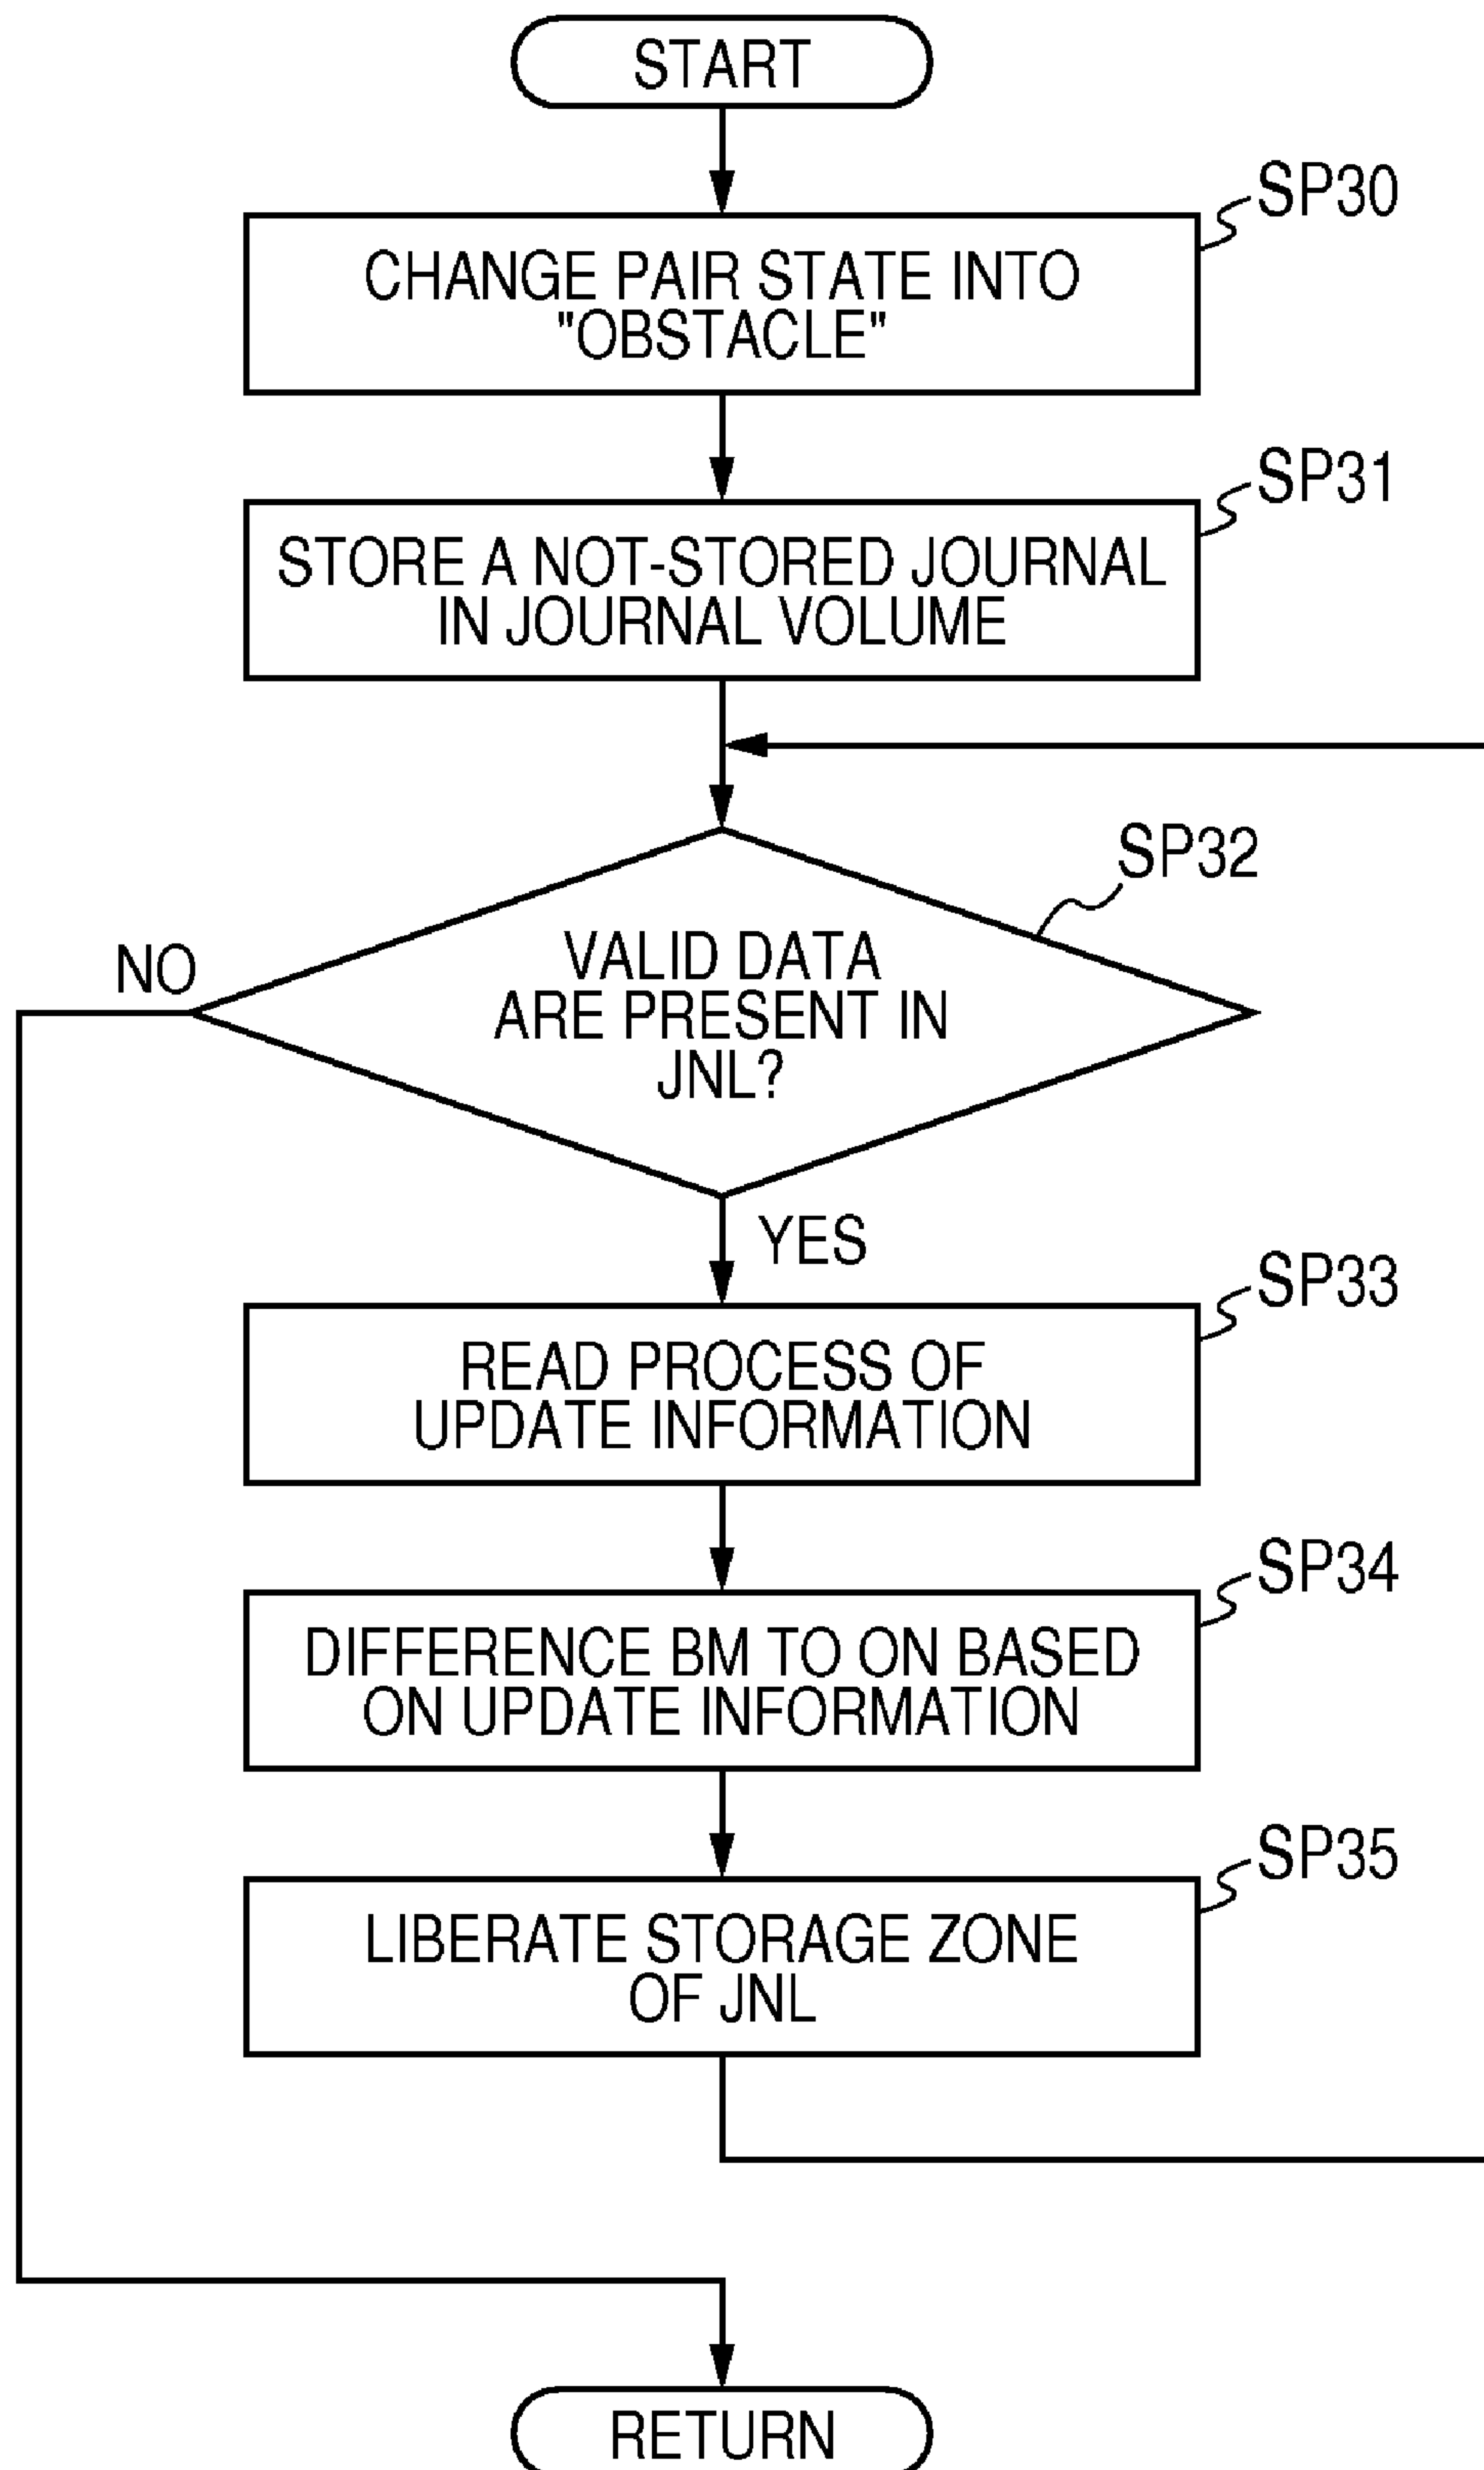 START
SP30
CHANGE PAIR STATE INTO
"OBSTACLE"
SP31
STORE A NOT-STORED JOURNAL
IN JOURNAL VOLUME
SP32
NO
VALID DATA
ARE PRESENT IN
JNL?
YES
SP33
READ PROCESS OF
UPDATE INFORMATION
SP34
DIFFERENCE BM TO ON BASED
ON UPDATE INFORMATION
SP35
LIBERATE STORAGE ZONE
OF JNL
RETURN